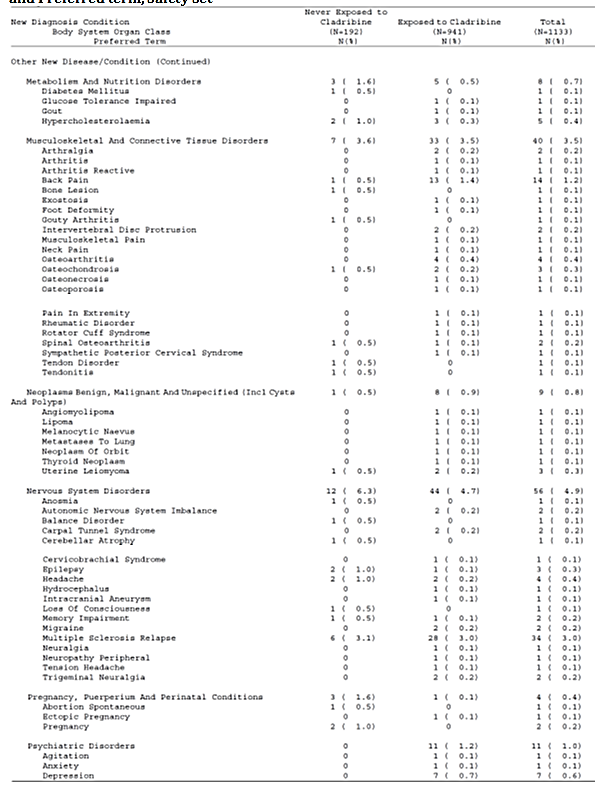 and Preferred term, safety set
Never Exposed to
New Diagnosis Condition Cladribine Exposed to Cladribine Total
Body System Organ Class (N=192) (N=941) (N=1133)
Preferred Term N(%) N(%) N(%)
Other New Disease/Condition (Continued)
Metabolism And Nutrition Disorders 3 ( 1.6) 5 ( 0.5) 8 ( 0.7)
Diabetes Mellitus 1 ( 0.5) 0 1 ( 0.1)
Glucose Tolerance Impaired 0 1 ( 0.1) 1 ( 0.1)
Gout 0 1 ( 0.1) 1 ( 0.1)
Hypercholesterolaemia 2 ( 1.0) 3 ( 0.3) 5 ( 0.4)
Musculoskeletal And Connective Tissue Disorders 7 ( 3.6) 33 ( 3.5) 40 ( 3.5)
Arthralgia 0 2 ( 0.2) 2 ( 0.2)
Arthritis 0 1 ( 0.1) 1 ( 0.1)
Arthritis Reactive 0 1 ( 0.1) 1 ( 0.1)
Back Pain 1 ( 0.5) 13 ( 1.4) 14 ( 1.2)
Bone Lesion 1 ( 0.5) 0 1 ( 0.1)
Exostosis 0 1 ( 0.1) 1 ( 0.1)
Foot Deformity 0 1 ( 0.1) 1 ( 0.1)
Gouty Arthritis 1 ( 0.5) 0 1 ( 0.1)
Intervertebral Disc Protrusion 0 2 ( 0.2) 2 ( 0.2)
Musculoskeletal Pain 0 1 ( 0.1) 1 ( 0.1)
Neck Pain 0 1 ( 0.1) 1 ( 0.1)
Osteoarthritis 0 4 ( 0.4) 4 ( 0.4)
Osteochondrosis 1 ( 0.5) 2 ( 0.2) 3 ( 0.3)
Osteonecrosis 0 1 ( 0.1) 1 ( 0.1)
Osteoporosis 0 1 ( 0.1) 1 ( 0.1)
Pain In Extremity 0 1 ( 0.1) 1 ( 0.1)
Rheumatic Disorder 0 1 ( 0.1) 1 ( 0.1)
Rotator Cuff Syndrome 0 1 ( 0.1) 1 ( 0.1)
Spinal Osteoarthritis 1 ( 0.5) 1 ( 0.1) 2 ( 0.2)
Sympathetic Posterior Cervical Syndrome 0 1 ( 0.1) 1 ( 0.1)
Tendon Disorder 1 ( 0.5) 0 1 ( 0.1)
Tendonitis 1 ( 0.5) 0 1 ( 0.1)
Neoplasms Benign, Malignant And Unspecified (Incl Cysts 1 ( 0.5) 8 ( 0.9) 9 ( 0.8)
And Polyps)
Angiomyolipoma 0 1 ( 0.1) 1 ( 0.1)
Lipoma 0 1 ( 0.1) 1 ( 0.1)
Melanocytic Naevus 0 1 ( 0.1) 1 ( 0.1)
Metastases To Lung 0 1 ( 0.1) 1 ( 0.1)
Neoplasm Of Orbit 0 1 ( 0.1) 1 ( 0.1)
Thyroid Neoplasm 0 1 ( 0.1) 1 ( 0.1)
Uterine Leiomyoma 1 ( 0.5) 2 ( 0.2) 3 ( 0.3)
Nervous System Disorders 12 ( 6.3) 44 ( 4.7) 56 ( 4.9)
Anosmia 1 ( 0.5) 0 1 ( 0.1)
Autonomic Nervous System Imbalance 0 2 ( 0.2) 2 ( 0.2)
Balance Disorder 1 ( 0.5) 0 1 ( 0.1)
Carpal Tunnel Syndrome 0 2 ( 0.2) 2 ( 0.2)
Cerebellar Atrophy 1 ( 0.5) 0 1 ( 0.1)
Cervicobrachial Syndrome 0 1 ( 0.1) 1 ( 0.1)
Epilepsy 2 ( 1.0) 1 ( 0.1) 3 ( 0.3)
Headache 2 ( 1.0) 2 ( 0.2) 4 ( 0.4)
Hydrocephalus 0 1 ( 0.1) 1 ( 0.1)
Intracranial Aneurysm 0 1 ( 0.1) 1 ( 0.1)
Loss Of Consciousness 1 ( 0.5) 0 1 ( 0.1)
Memory Impairment 1 ( 0.5) 1 ( 0.1) 2 ( 0.2)
Migraine 0 2 ( 0.2) 2 ( 0.2)
Multiple Sclerosis Relapse 6 ( 3.1) 28 ( 3.0) 34 ( 3.0)
Neuralgia 0 1 ( 0.1) 1 ( 0.1)
Neuropathy Peripheral 0 1 ( 0.1) 1 ( 0.1)
Tension Headache 0 1 ( 0.1) 1 ( 0.1)
Trigeminal Neuralgia 0 2 ( 0.2) 2 ( 0.2)
Pregnancy, Puerperium And Perinatal Conditions 3 ( 1.6) 1 ( 0.1) 4 ( 0.4)
Abortion Spontaneous 1 ( 0.5) 0 1 ( 0.1)
Ectopic Pregnancy 0 1 ( 0.1) 1 ( 0.1)
Pregnancy 2 ( 1.0) 0 2 ( 0.2)
Psychiatric Disorders 0 11 ( 1.2) 11 ( 1.0)
Agitation 0 1 ( 0.1) 1 ( 0.1)
Anxiety 0 1 ( 0.1) 1 ( 0.1)
Depression 0 7 ( 0.7) 7 ( 0.6)